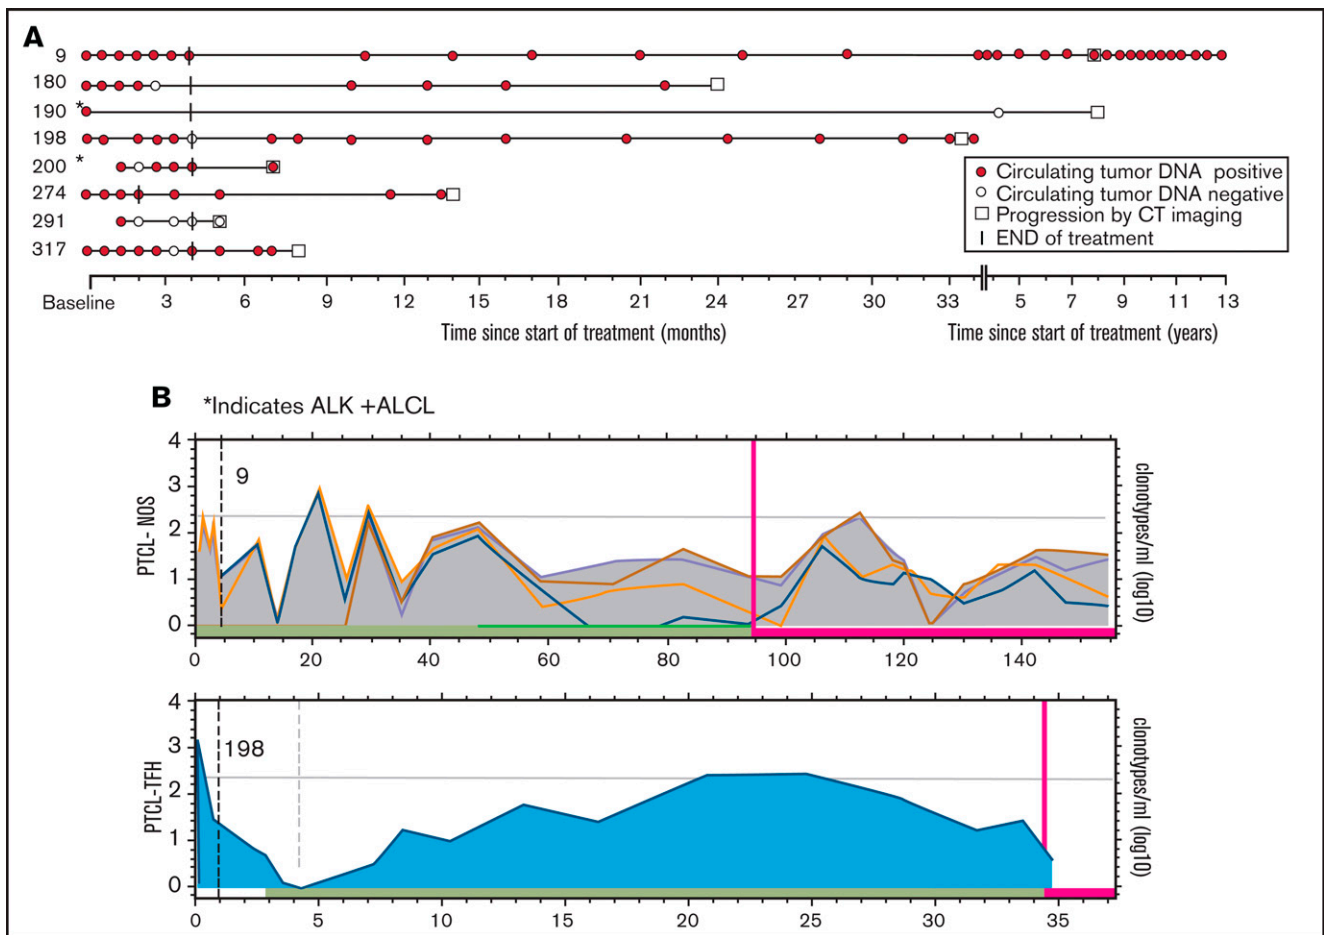 A
9
180
*
190
198
*
200
274
291
317
Circulating tumor DNA positive
Circulating tumor DNA negative
Progression by CT imaging
END of treatment
Baseline 3 6 9 12 15 18 21 24 27 30 33 5 7 9 11 13
Time since start of treatment (months) Time since start of treatment (years)
B
*Indicates ALK +ALCL
PTCL- NOS
4
3
2
1
0
9
clonotypes/ml (log10)
0 20 40 60 80 100 120 140
PTCL-TFH
4
3
2
1
0
198
clonotypes/ml (log10)
0 5 10 15 20 25 30 35